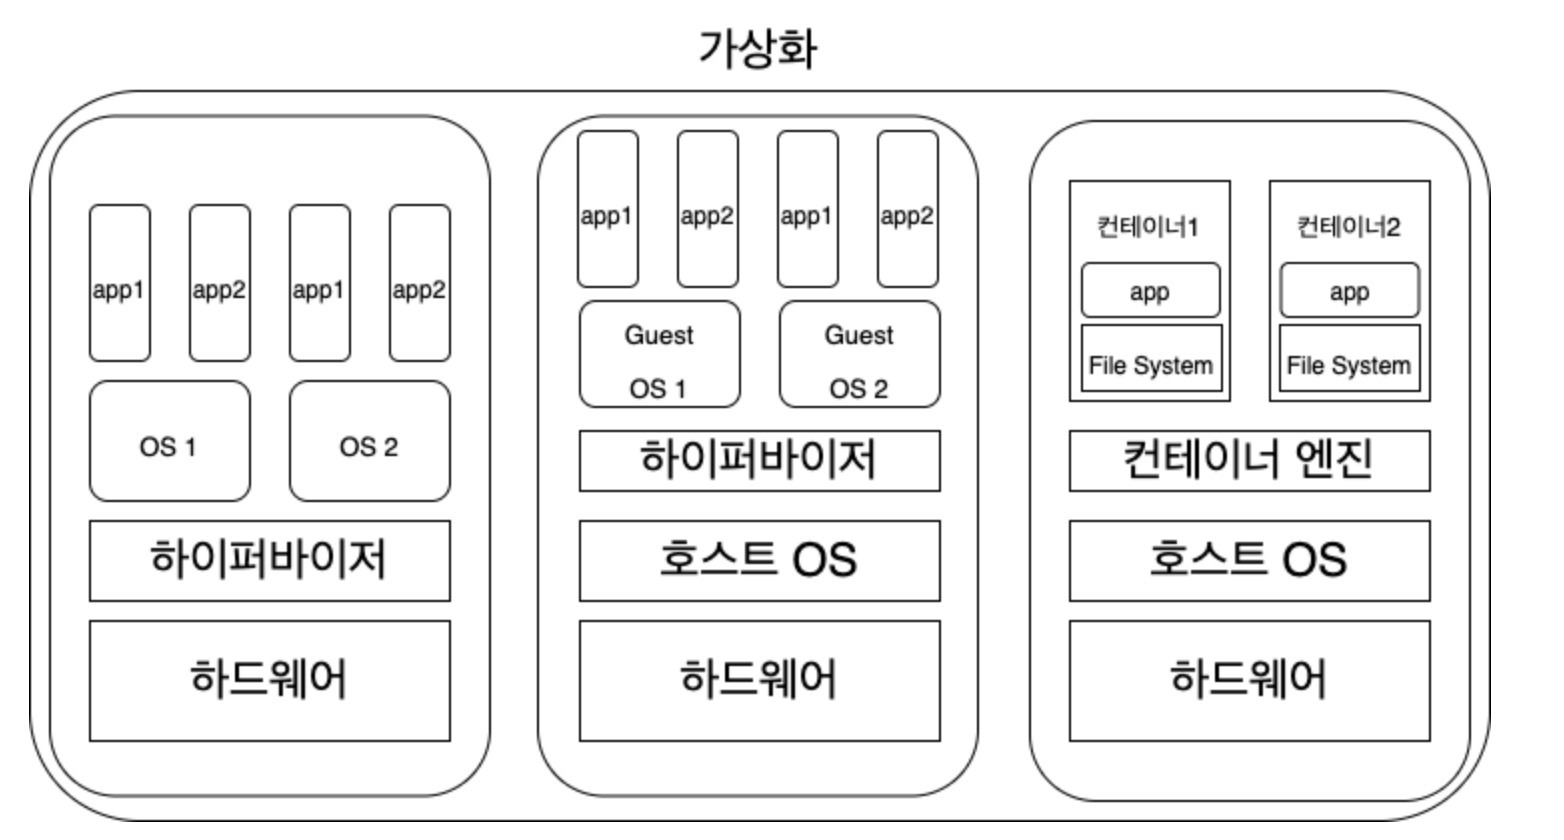 가상화
app1
app2
app1
app2
OS 1
OS 2
하이퍼바이저
하드웨어
app1
app2
app1
app2
Guest
OS 1
Guest
OS 2
하이퍼바이저
호스트 OS
하드웨어
컨테이너1
app
File System
컨테이너2
app
File System
컨테이너 엔진
호스트 OS
하드웨어